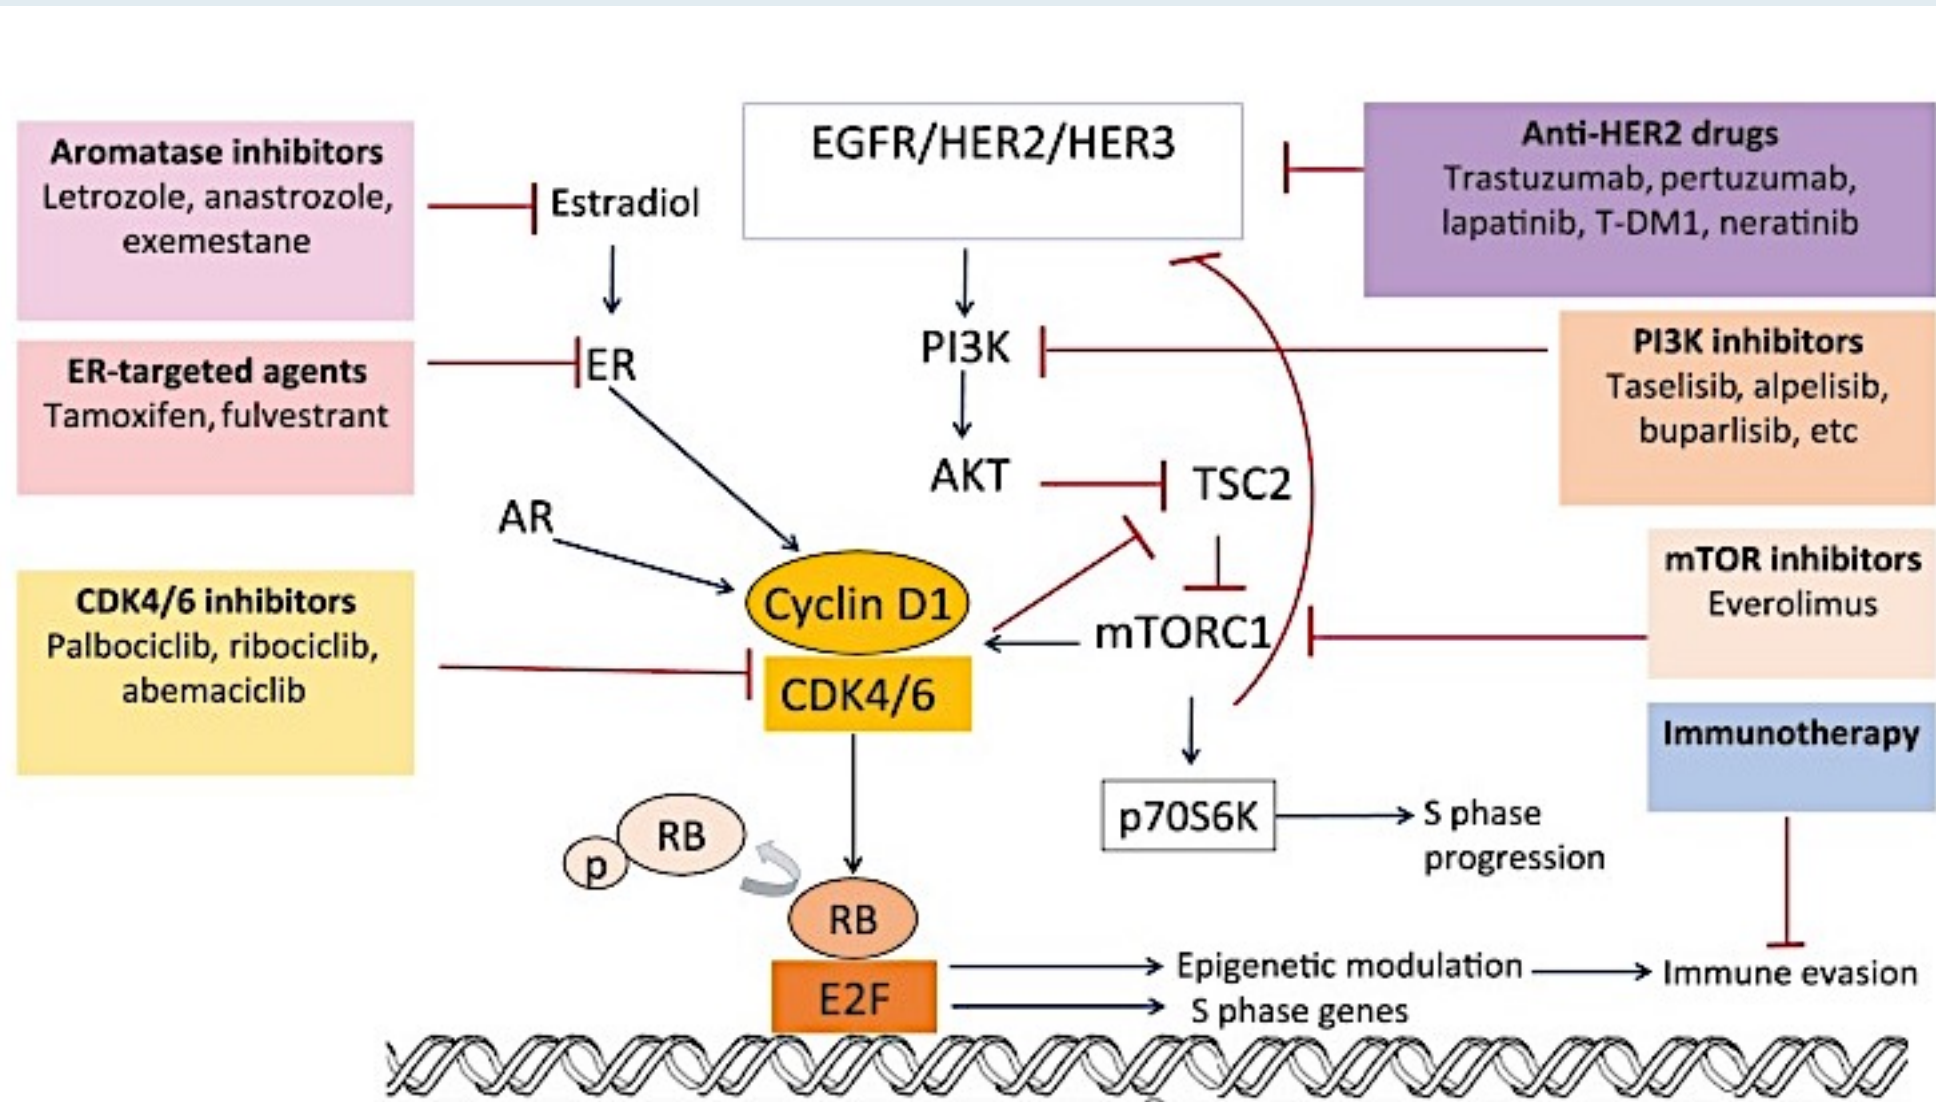 Aromatase inhibitors
Letrozole, anastrozole,
exemestane
Estradiol
EGFR/HER2/HER3
Anti-HER2 drugs
Trastuzumab, pertuzumab,
lapatinib, T-DM1, neratinib
ER-targeted agents
Tamoxifen, fulvestrant
ER
PI3K
PI3K inhibitors
Taselisib, alpelisib,
buparlisib, etc
AKT
TSC2
AR
CDK4/6 inhibitors
Palbociclib, ribociclib,
abemaciclib
Cyclin D1
CDK4/6
mTORC1
mTOR inhibitors
Everolimus
Immunotherapy
p70S6K
S phase
progression
RB
p
RB
E2F
Epigenetic modulation
S phase genes
Immune evasion